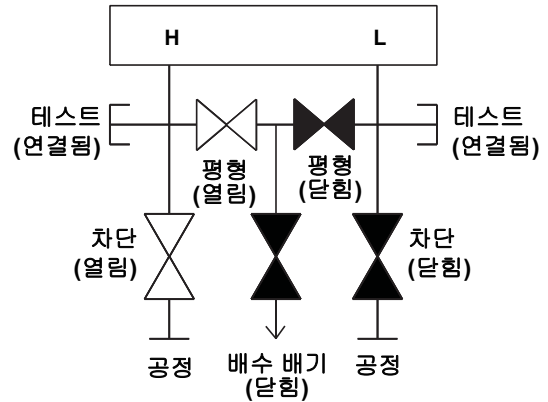 H
L
테스트
(연결됨)
테스트
(연결됨)
평형
(열림)
평형
(닫힘)
차단
(열림)
차단
(닫힘)
공정
배수 배기
(닫힘)
공정